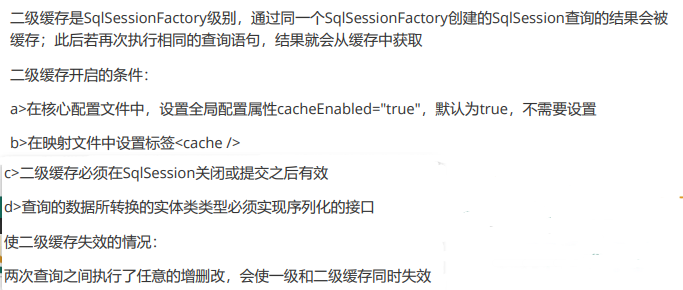 二级缓存是SqlSessionFactory级别，通过同一个SqlSessionFactory创建的SqlSession查询的结果会被
缓存；此后若再次执行相同的查询语句，结果就会从缓存中获取
二级缓存开启的条件：
a>在核心配置文件中，设置全局配置属性cacheEnabled="true"，默认为true，不需要设置
b>在映射文件中设置标签<cache />
c>二级缓存必须在SqlSession关闭或提交之后有效
d>查询的数据所转换的实体类类型必须实现序列化的接口
使二级缓存失效的情况：
两次查询之间执行了任意的增删改，会使一级和二级缓存同时失效